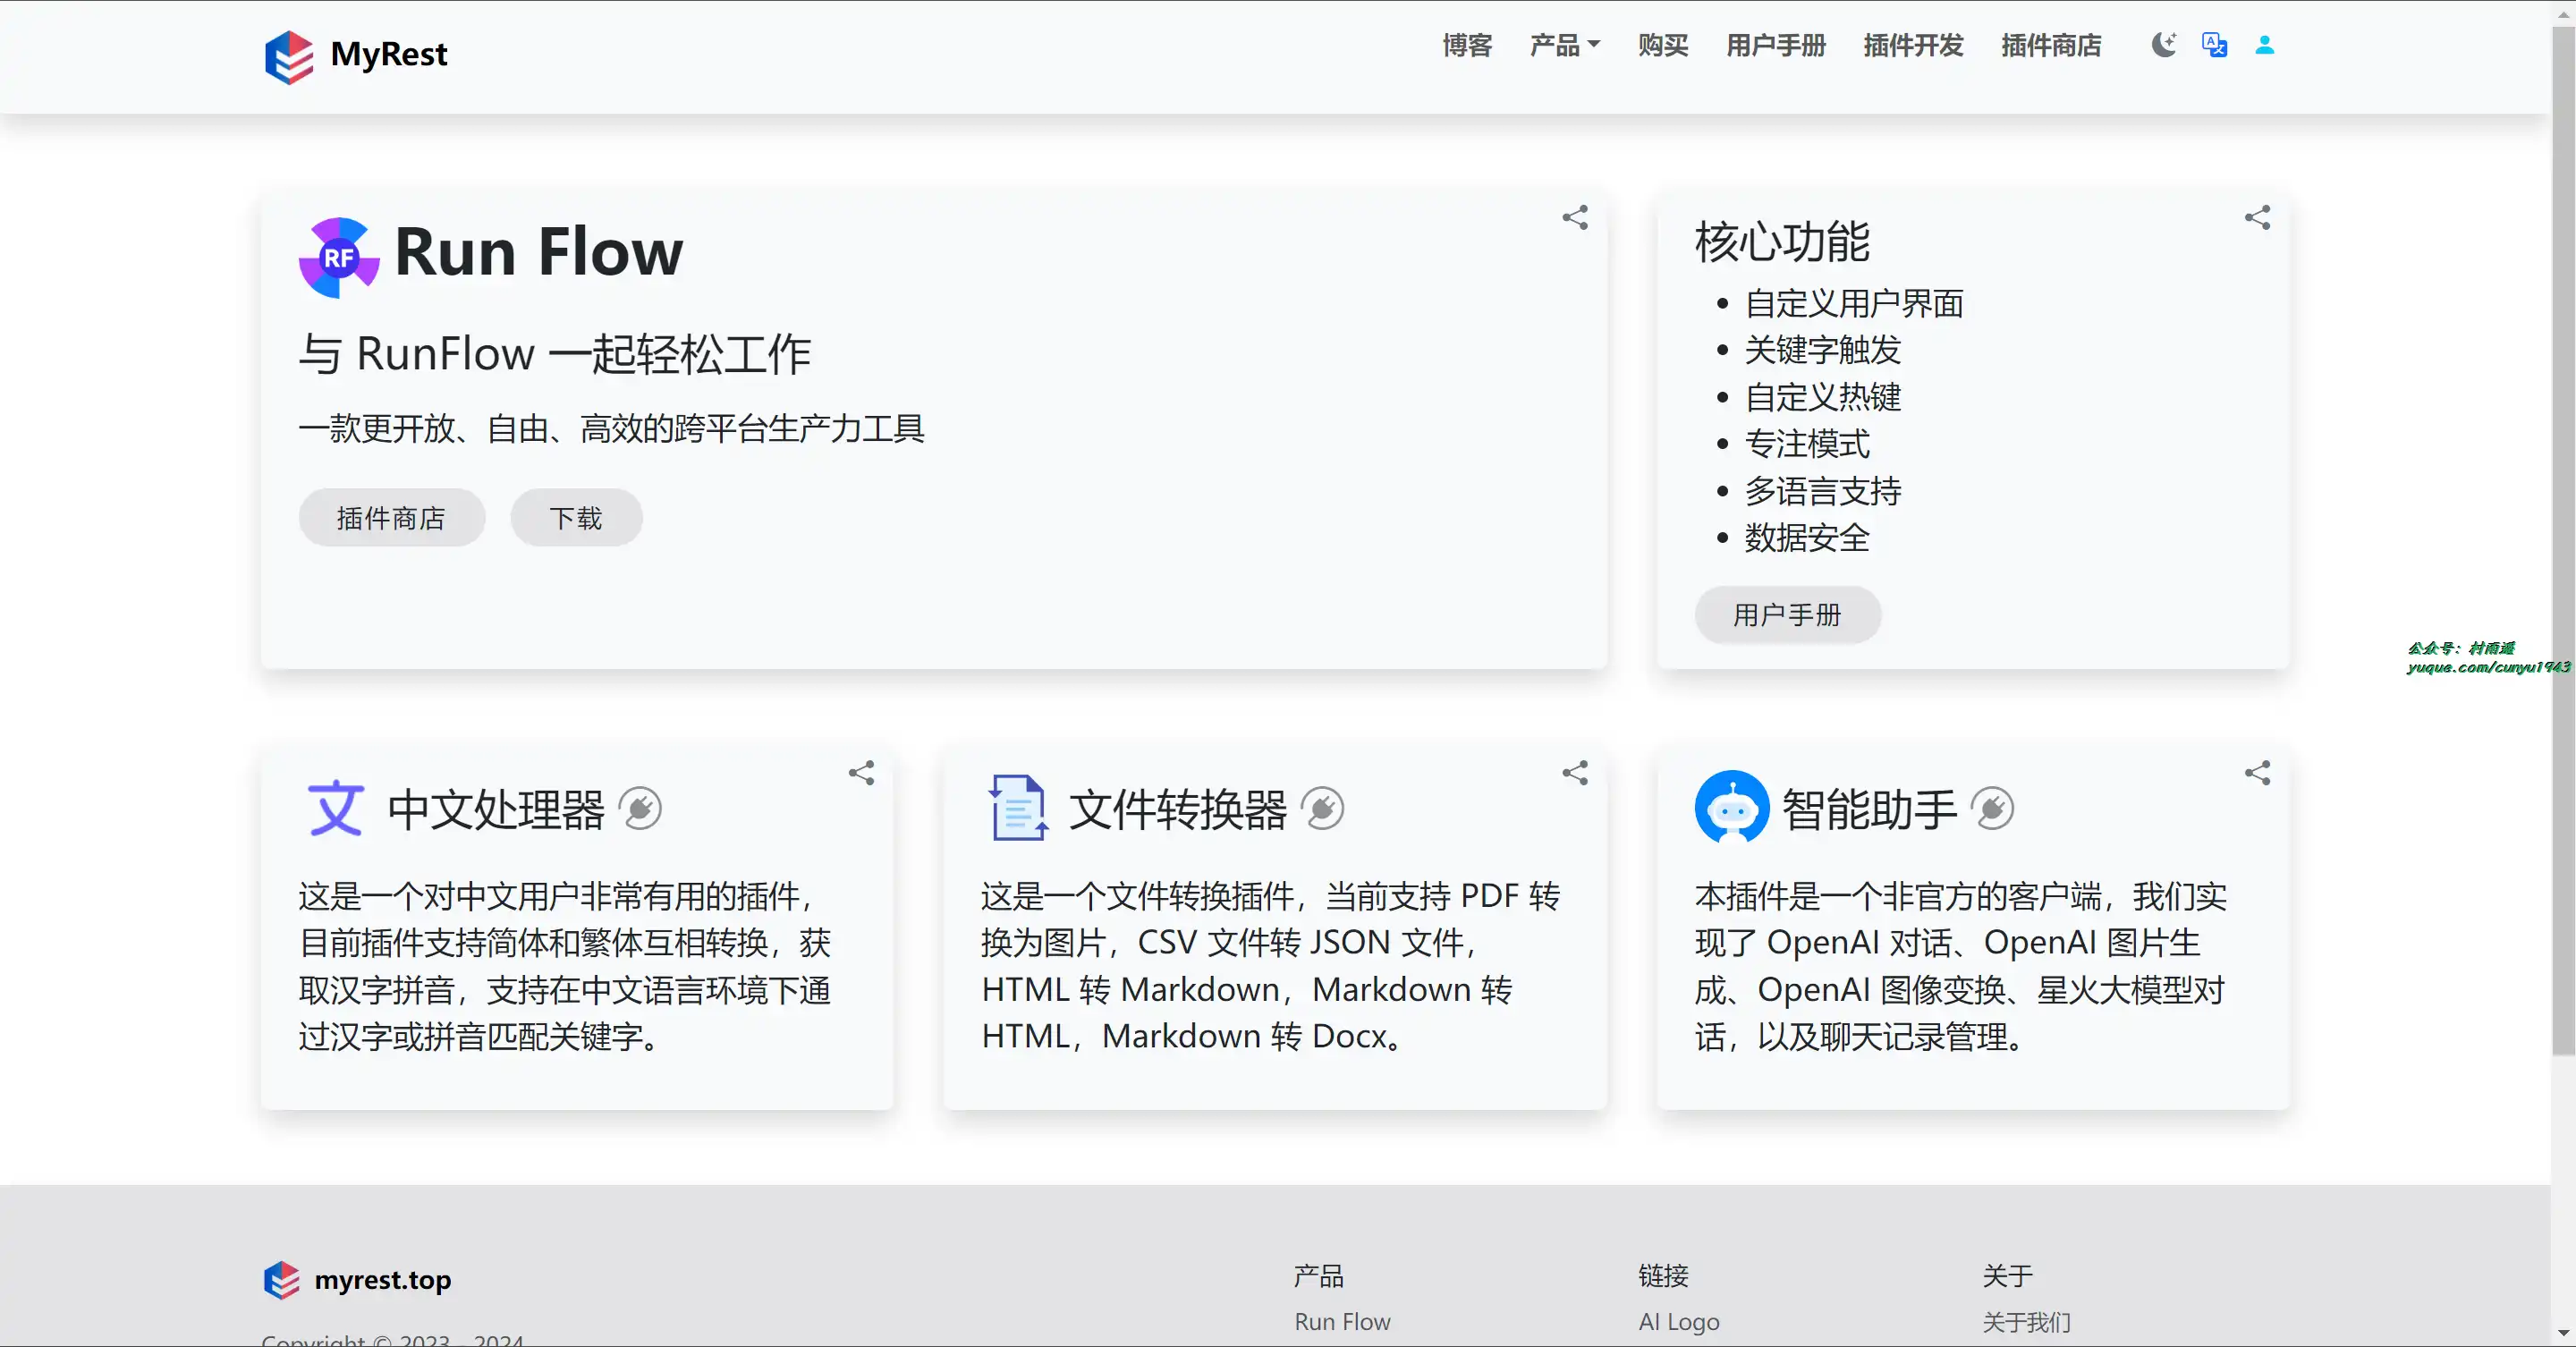 MyRest
博客 产品 购买 用户手册 插件开发 插件商店
RF Run Flow
与 RunFlow 一起轻松工作
一款更开放、自由、高效的跨平台生产力工具
插件商店 下载
核心功能
自定义用户界面
关键字触发
自定义热键
专注模式
多语言支持
数据安全
用户手册
公众号：村雨遥
yuque.com/cunyu1943
文 中文处理器
这是一个对中文用户非常有用的插件，
目前插件支持简体和繁体互相转换，获
取汉字拼音，支持在中文语言环境下通
过汉字或拼音匹配关键字。
文件转换器
这是一个文件转换插件，当前支持 PDF 转
换为图片，CSV 文件转 JSON 文件，
HTML 转 Markdown，Markdown 转
HTML，Markdown 转 Docx。
智能助手
本插件是一个非官方的客户端，我们实
现了 OpenAI 对话、OpenAI 图片生
成、OpenAI 图像变换、星火大模型对
话，以及聊天记录管理。
myrest.top
Copyright © 2023 - 2024
产品
Run Flow
链接
AI Logo
关于
关于我们